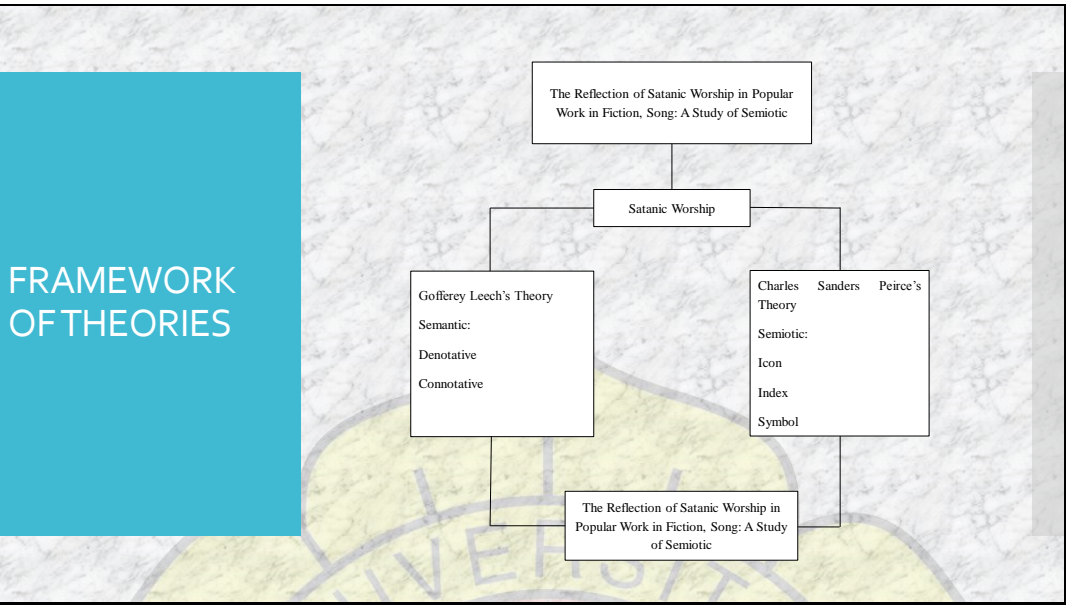 FRAMEWORK
OF THEORIES
The Reflection of Satanic Worship in Popular
Work in Fiction, Song: A Study of Semiotic
Satanic Worship
Gofferey Leech’s Theory
Semantic:
Denotative
Connotative
Charles Sanders Peirce’s
Theory
Semiotic:
Icon
Index
Symbol
The Reflection of Satanic Worship in
Popular Work in Fiction, Song: A Study
of Semiotic
IVERSIT